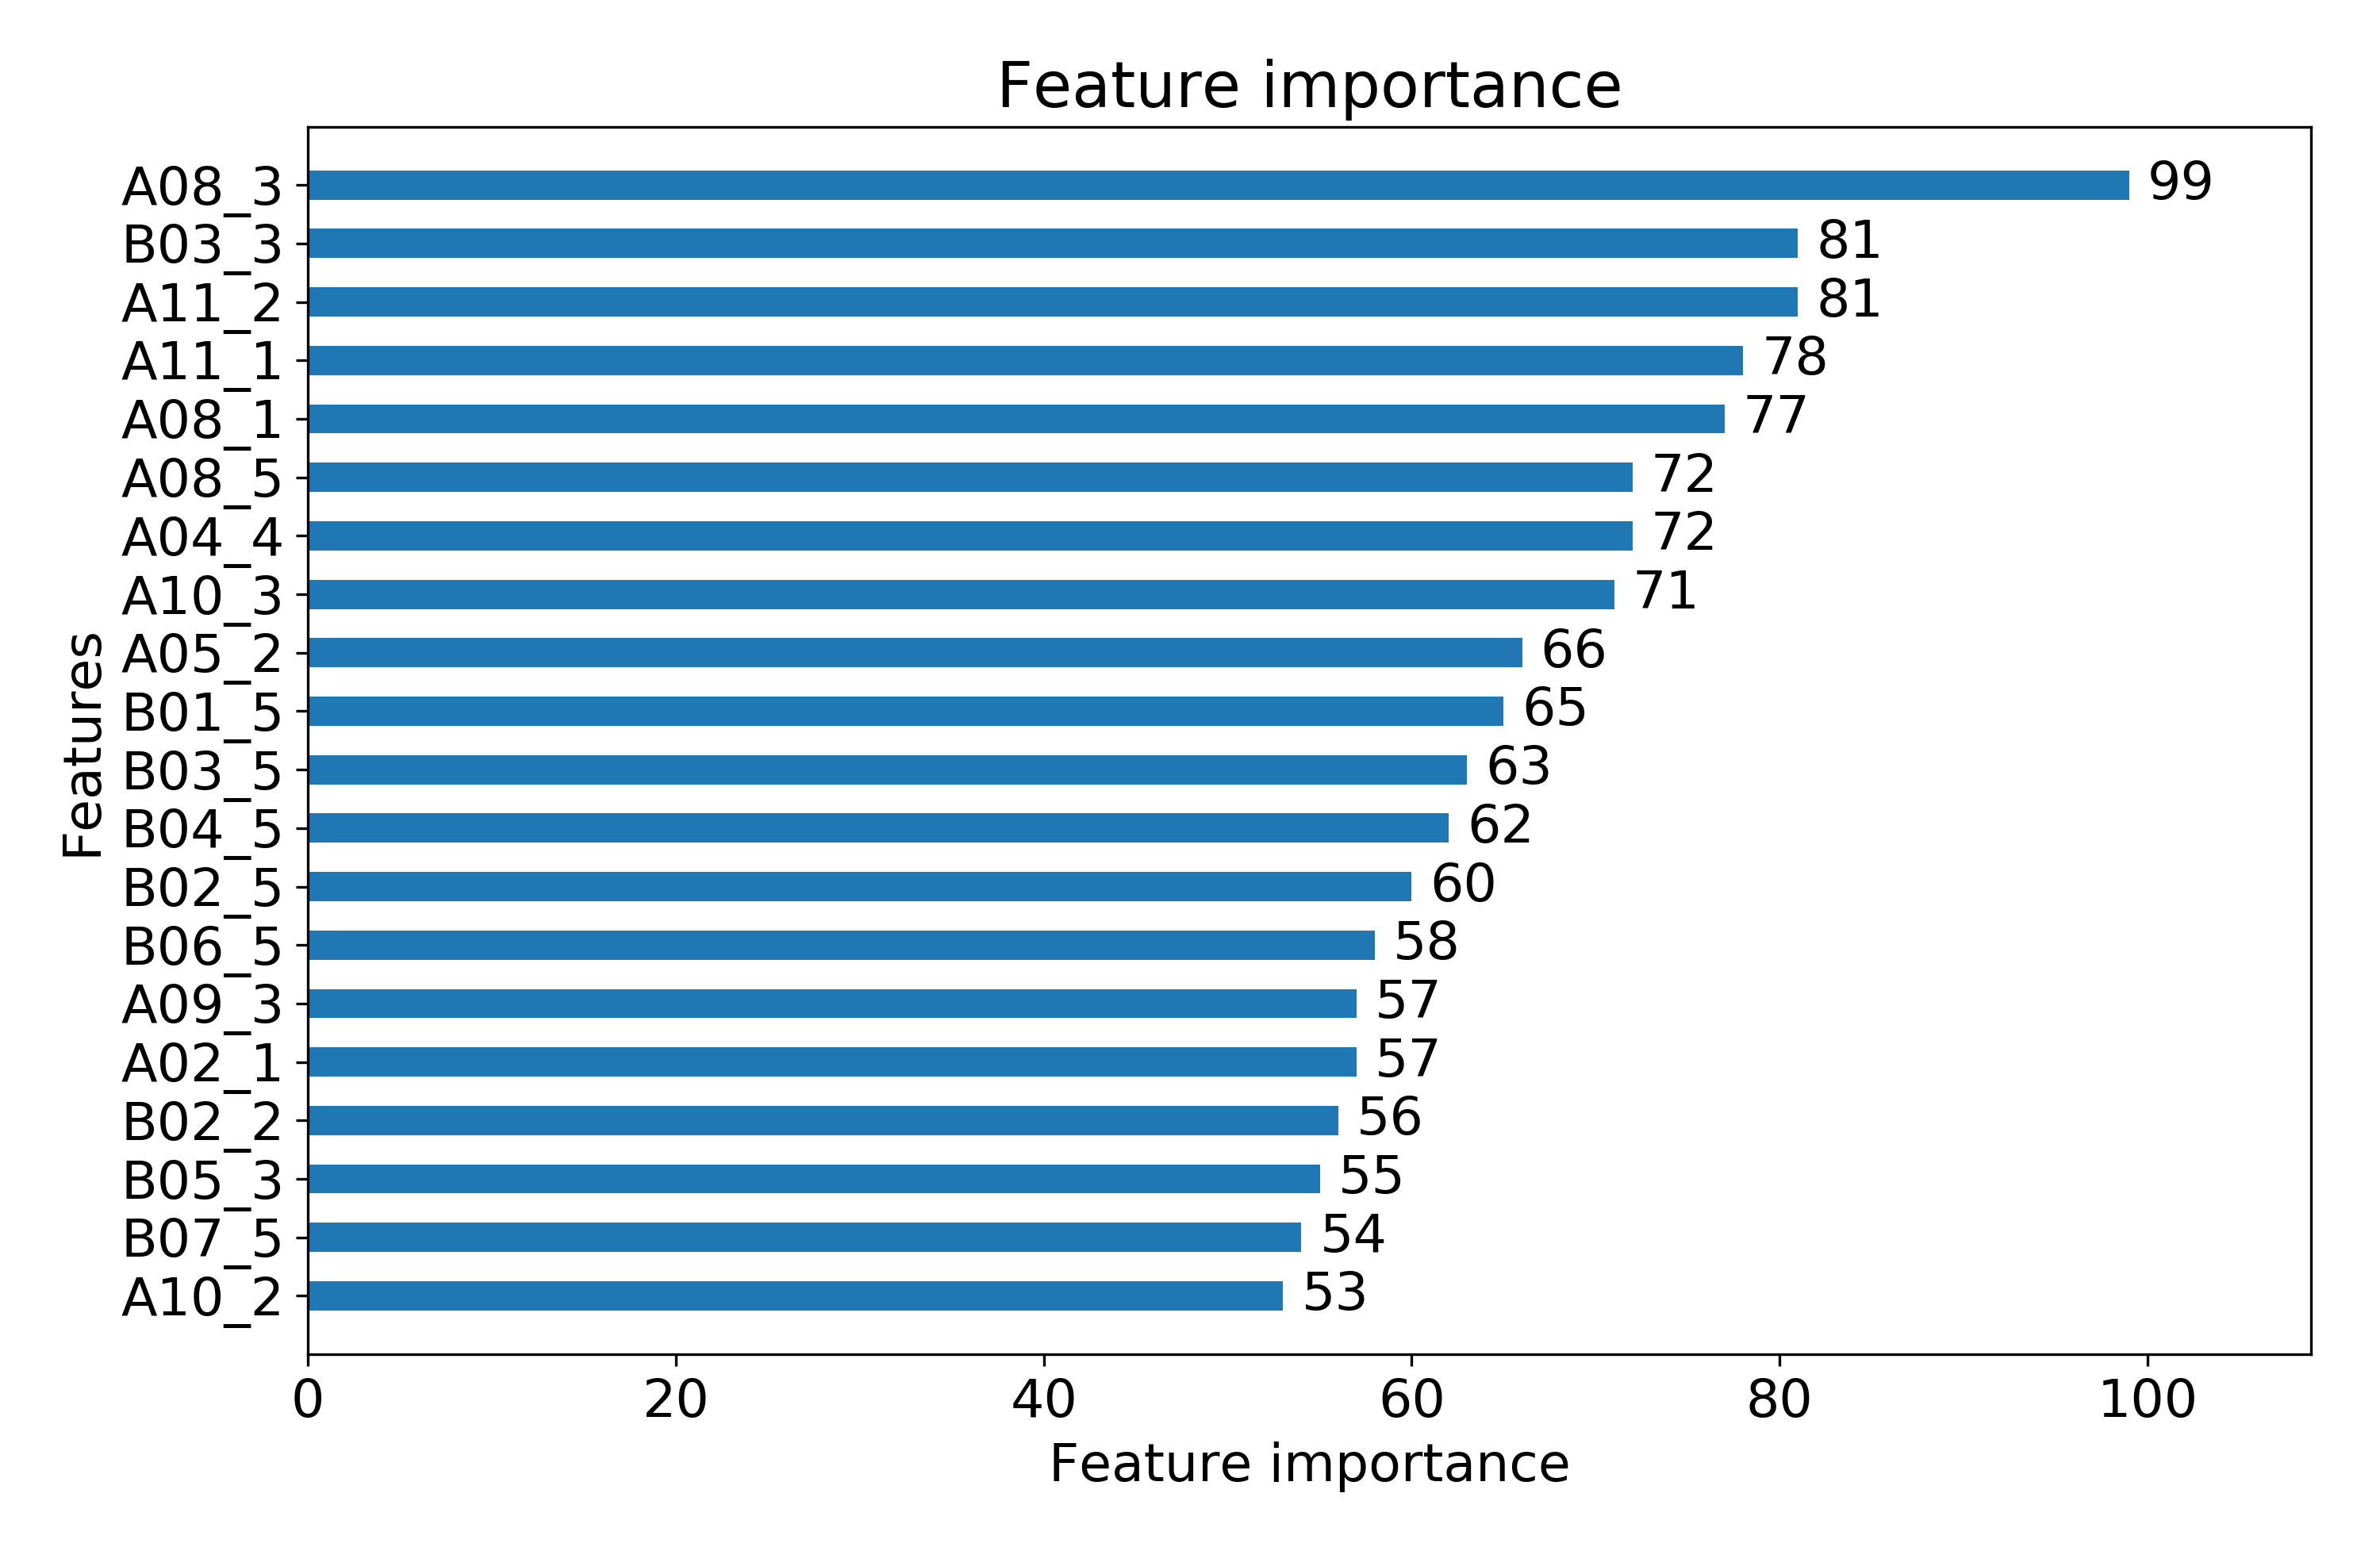 Feature importance
A08_3 99
B03_3 81
A11_2 81
A11_1 78
A08_1 77
A08_5 72
A04_4 72
A10_3 71
A05_2 66
B01_5 65
B03_5 63
B04_5 62
B02_5 60
B06_5 58
A09_3 57
A02_1 57
B02_2 56
B05_3 55
B07_5 54
A10_2 53
Features
0 20 40 60 80 100
Feature importance